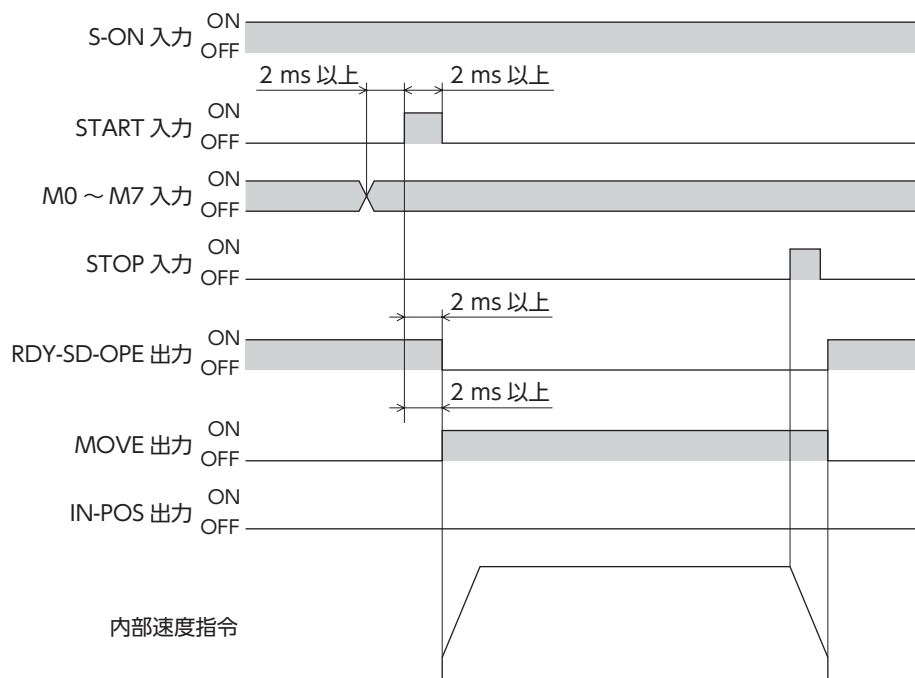 S-ON 入力 ON
OFF
2 ms 以上 2 ms 以上
START 入力 ON
OFF
M0 ～ M7 入力 ON
OFF
STOP 入力 ON
OFF
2 ms 以上
RDY-SD-OPE 出力 ON
OFF
2 ms 以上
MOVE 出力 ON
OFF
IN-POS 出力 ON
OFF
内部速度指令